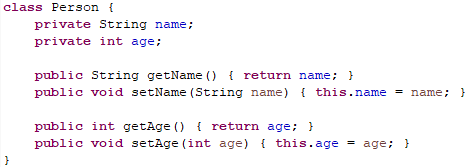 class Person {
    private String name;
    private int age;

    public String getName() { return name; }
    public void setName(String name) { this.name = name; }

    public int getAge() { return age; }
    public void setAge(int age) { this.age = age; }
}